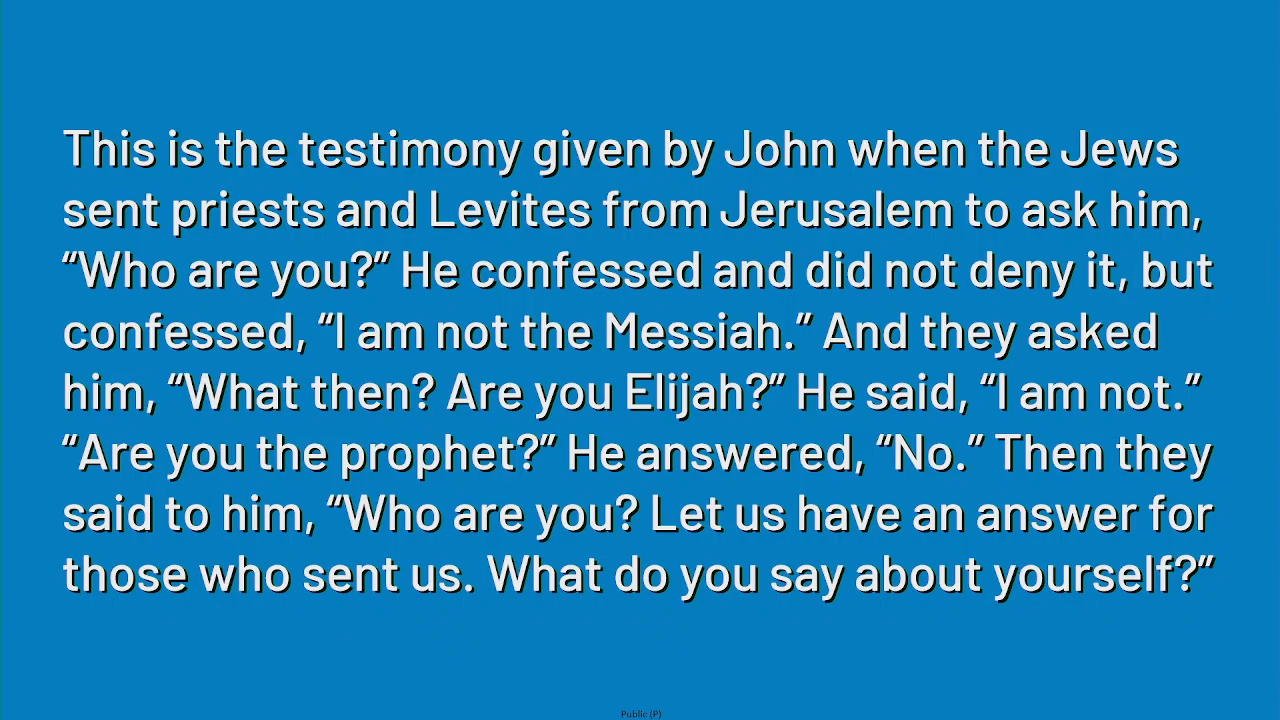 This is the testimony given by John when the Jews
sent priests and Levites from Jerusalem to ask him,
“Who are you?” He confessed and did not deny it, but
confessed, “I am not the Messiah.” And they asked
him, “What then? Are you Elijah?” He said, “I am not.”
“Are you the prophet?” He answered, “No.” Then they
said to him, “Who are you? Let us have an answer for
those who sent us. What do you say about yourself?”
Public (P)